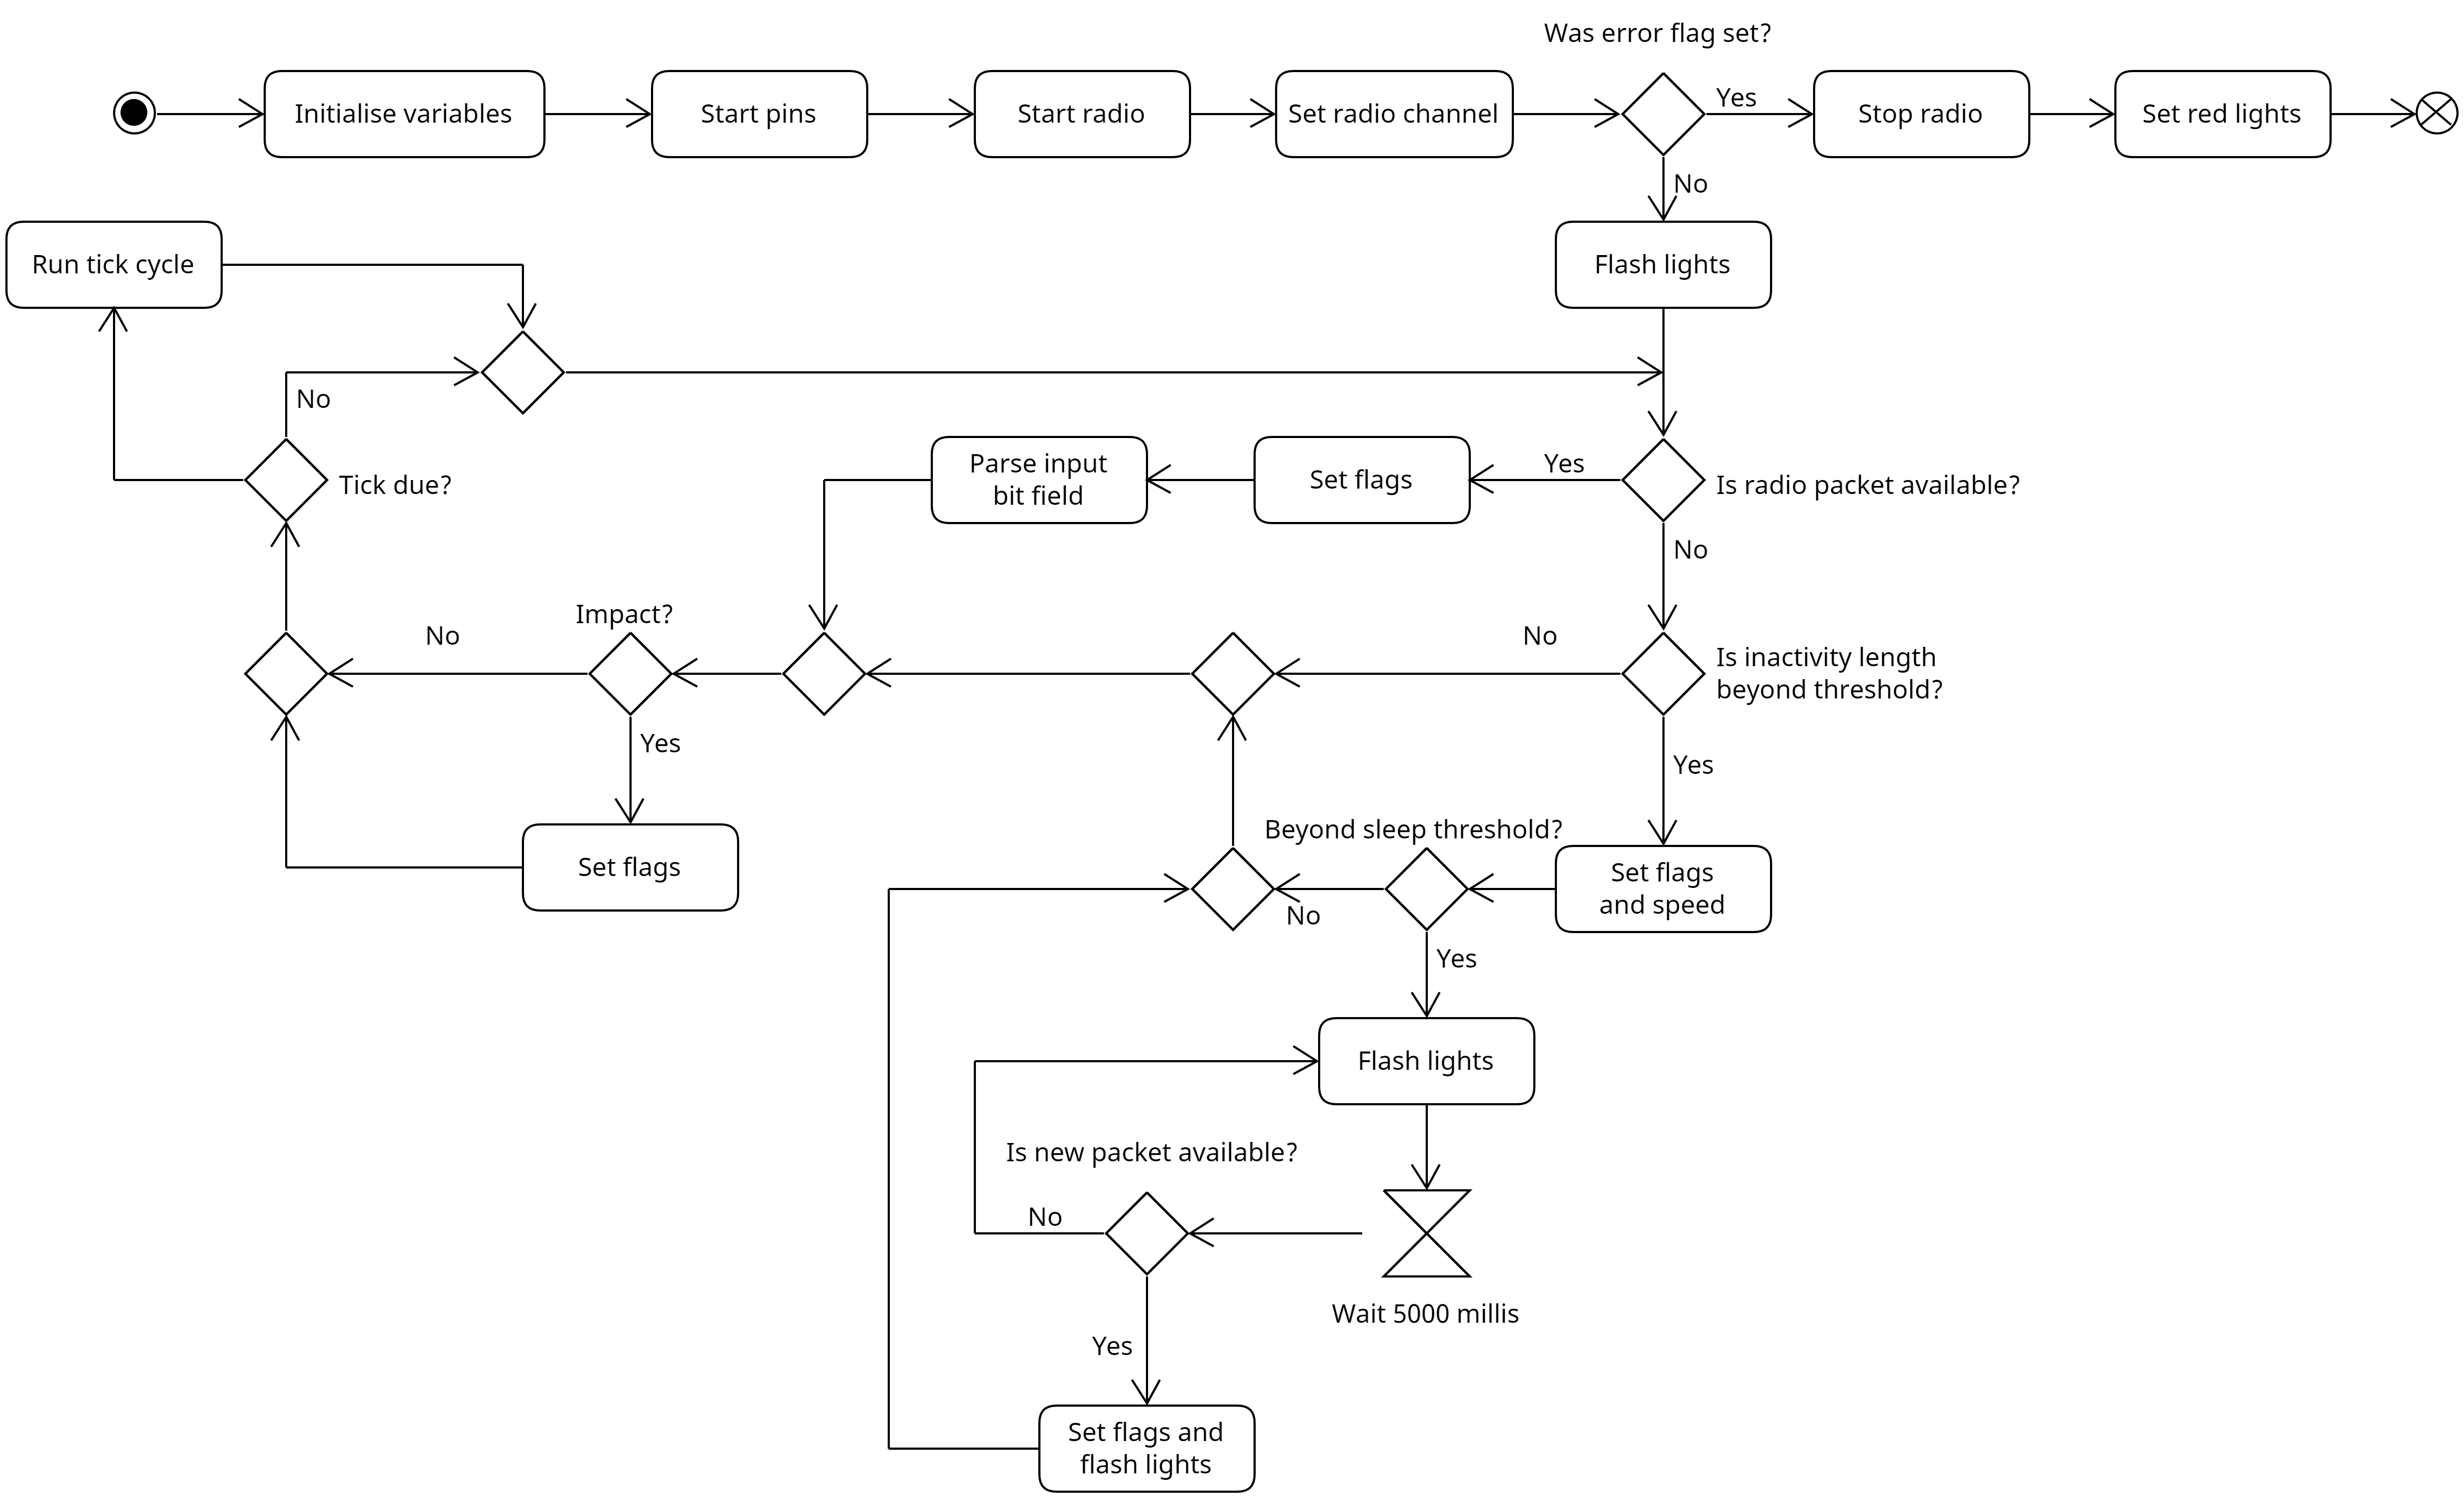 Was error flag set?
Initialise variables
Start pins
Start radio
Set radio channel
Yes
Stop radio
Set red lights
No
Run tick cycle
Flash lights
No
Tick due?
Parse input
bit field
Set flags
Yes
Is radio packet available?
No
Impact?
No
No
Is inactivity length
beyond threshold?
Yes
Yes
Set flags
Beyond sleep threshold?
No
Set flags
and speed
Yes
Flash lights
Is new packet available?
No
Wait 5000 millis
Yes
Set flags and
flash lights